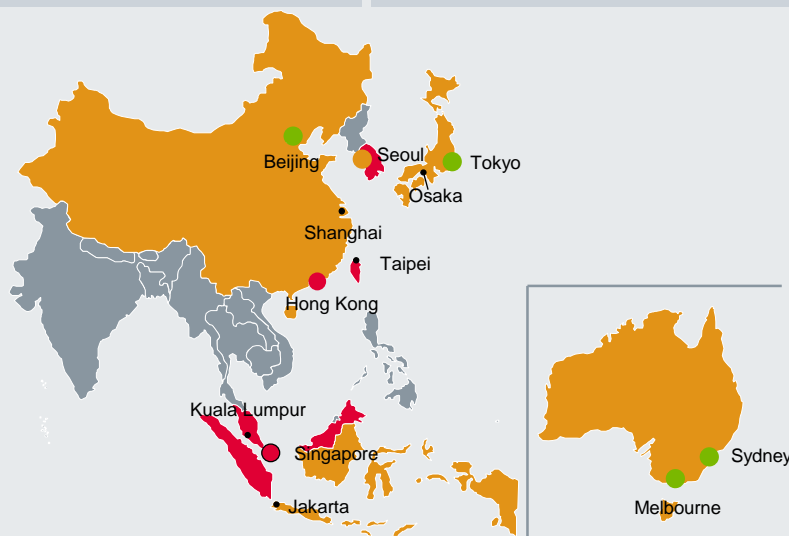 Beijing
Seoul
Tokyo
Osaka
Shanghai
Taipei
Hong Kong
Kuala Lumpur
Singapore
Jakarta
Sydney
Melbourne